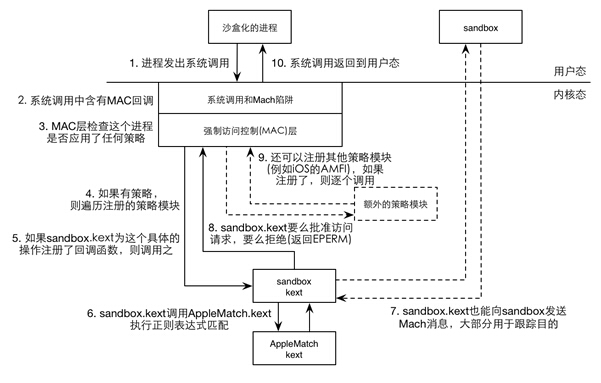 沙盒化的进程
sandbox
1. 进程发出系统调用
10. 系统调用返回到用户态
用户态
内核态
2. 系统调用中含有MAC回调
系统调用和Mach陷阱
3. MAC层检查这个进程
是否应用了任何策略
强制访问控制(MAC)层
9. 还可以注册其他策略模块
(例如iOS的AMFI)，如果
注册了，则逐个调用
4. 如果有策略，
则遍历注册的策略模块
额外的策略模块
5. 如果sandbox.kext为这个具体的
操作注册了回调函数，则调用之
8. sandbox.kext要么批准访问
请求，要么拒绝(返回EPERM)
sandbox
kext
6. sandbox.kext调用AppleMatch.kext
执行正则表达式匹配
7. sandbox.kext也能向sandbox发送
Mach消息，大部分用于跟踪目的
AppleMatch
kext